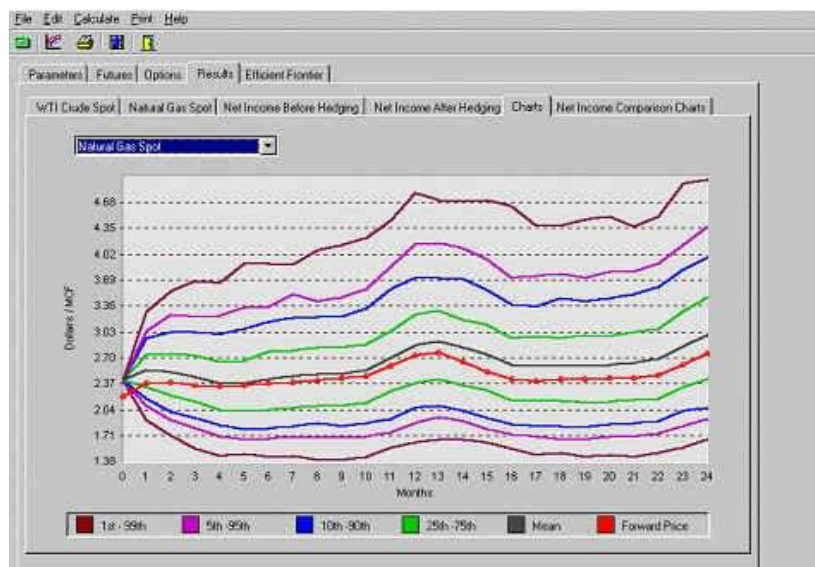 File Edit Calculate Print Help
Parameters Futures Options Results Efficient Frontier
WTI Crude Spot Natural Gas Spot Net Income Before Hedging Net Income After Hedging Charts Net Income Comparison Charts
Natural Gas Spot
4.68
4.35
4.02
3.69
3.36
3.03
2.70
2.37
2.04
1.71
1.38
Dollars / MCF
0 1 2 3 4 5 6 7 8 9 10 11 12 13 14 15 16 17 18 19 20 21 22 23 24
Months
1st - 99th 5th -95th 10th -90th 25th -75th Mean Forward Price